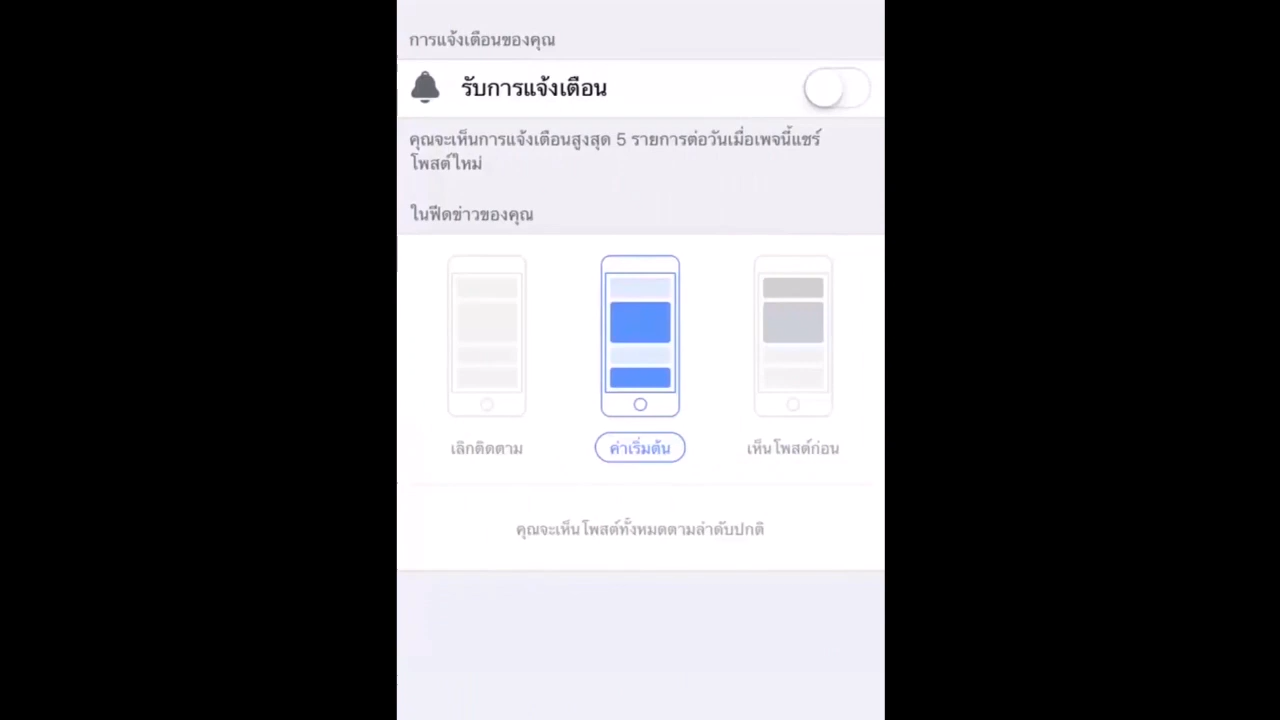 การแจ้งเตือนของคุณ
รับการแจ้งเตือน
คุณจะเห็นการแจ้งเตือนสูงสุด 5 รายการต่อวันเมื่อเพจนี้แชร์
โพสต์ใหม่
ในฟีดข่าวของคุณ
เลิกติดตาม
ค่าเริ่มต้น
เห็นโพสต์ก่อน
คุณจะเห็นโพสต์ทั้งหมดตามลำดับปกติ